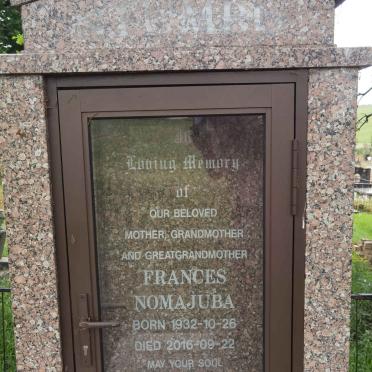 In
Loving Memory
of
OUR BELOVED
MOTHER, GRANDMOTHER
AND GREATGRANDMOTHER
FRANCES
NOMAJUBA
BORN 1932-10-26
DIED 2016-09-22
"MAY YOUR SOUL